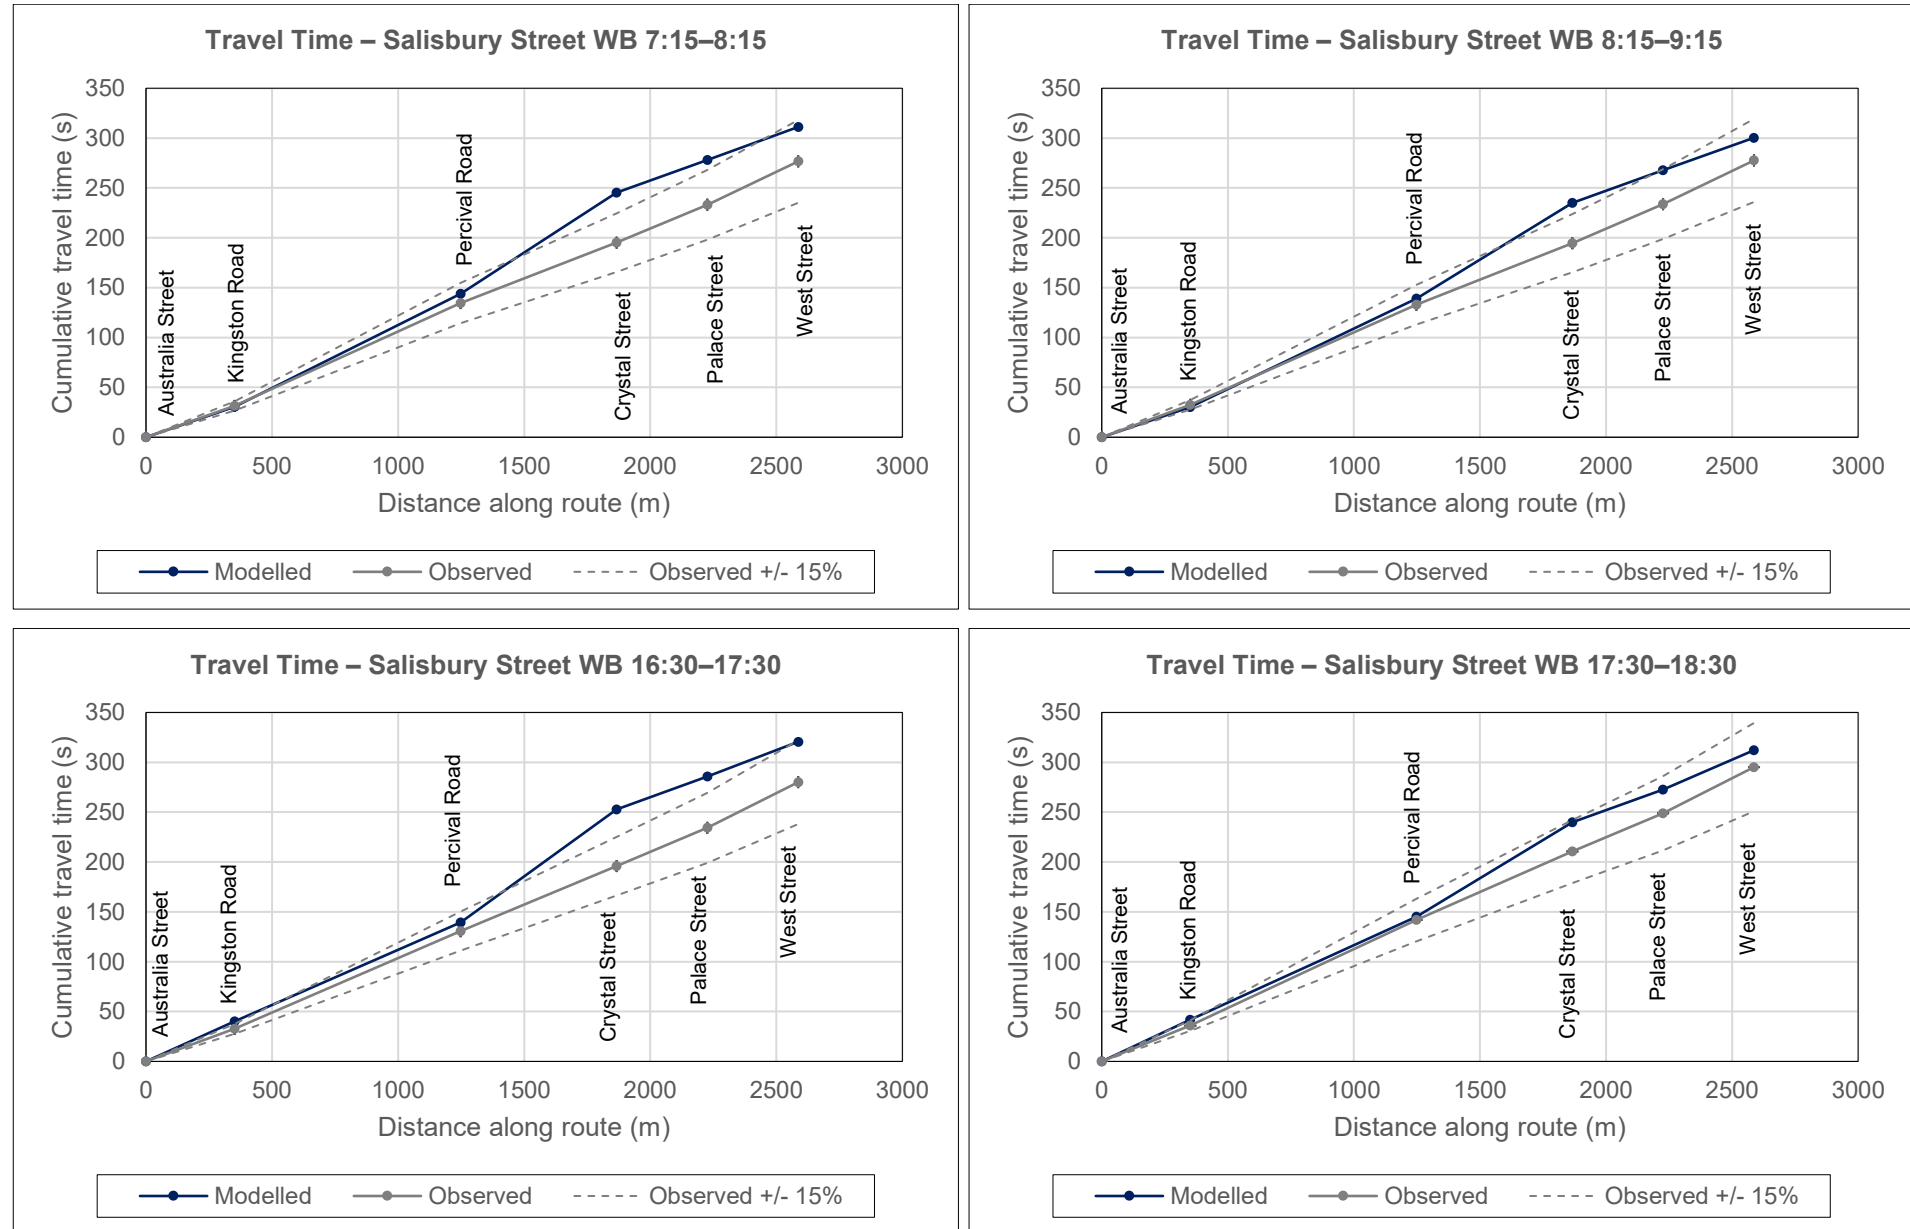 Travel Time – Salisbury Street WB 7:15–8:15
Cumulative travel time (s)
350
300
250
200
150
100
50
0
Australia Street
Kingston Road
Percival Road
Crystal Street
Palace Street
West Street
0 500 1000 1500 2000 2500 3000
Distance along route (m)
Modelled Observed Observed +/- 15%
Travel Time – Salisbury Street WB 8:15–9:15
Cumulative travel time (s)
350
300
250
200
150
100
50
0
Australia Street
Kingston Road
Percival Road
Crystal Street
Palace Street
West Street
0 500 1000 1500 2000 2500 3000
Distance along route (m)
Modelled Observed Observed +/- 15%
Travel Time – Salisbury Street WB 16:30–17:30
Cumulative travel time (s)
350
300
250
200
150
100
50
0
Australia Street
Kingston Road
Percival Road
Crystal Street
Palace Street
West Street
0 500 1000 1500 2000 2500 3000
Distance along route (m)
Modelled Observed Observed +/- 15%
Travel Time – Salisbury Street WB 17:30–18:30
Cumulative travel time (s)
350
300
250
200
150
100
50
0
Australia Street
Kingston Road
Percival Road
Crystal Street
Palace Street
West Street
0 500 1000 1500 2000 2500 3000
Distance along route (m)
Modelled Observed Observed +/- 15%